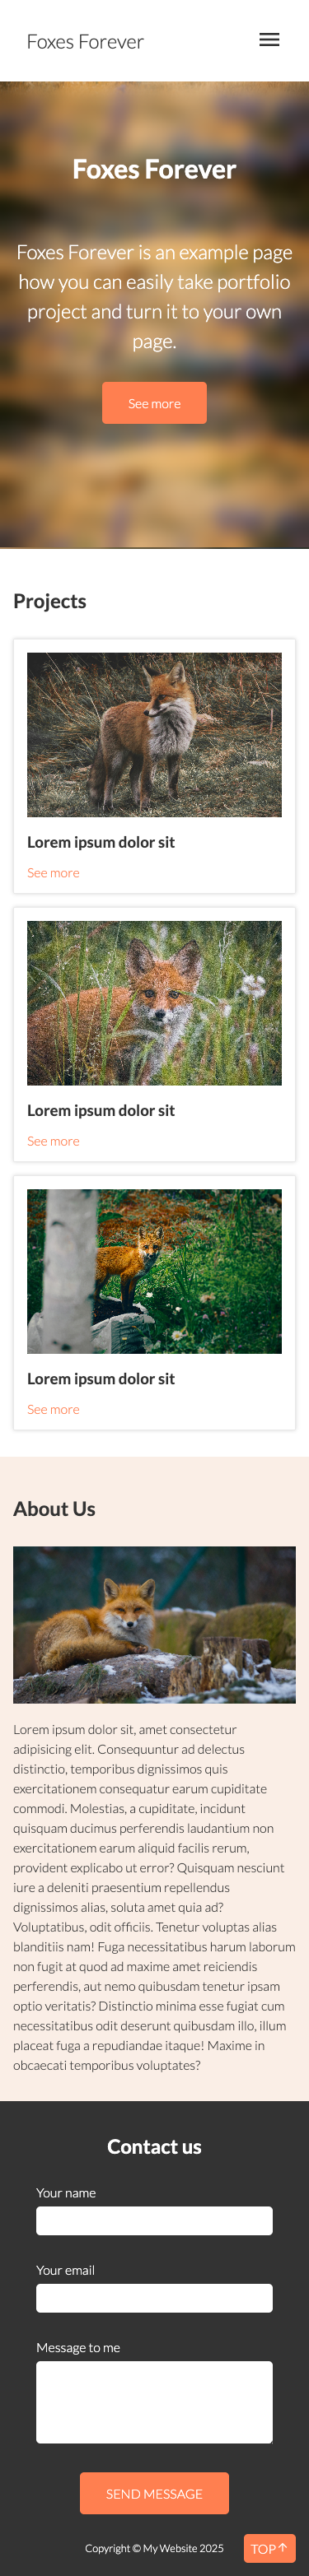 Foxes Forever
Foxes Forever
Foxes Forever is an example page
how you can easily take portfolio
project and turn it to your own
page.
See more
Projects
Lorem ipsum dolor sit
See more
Lorem ipsum dolor sit
See more
Lorem ipsum dolor sit
See more
About Us
Lorem ipsum dolor sit, amet consectetur
adipisicing elit. Consequuntur ad delectus
distinctio, temporibus dignissimos quis
exercitationem consequatur earum cupiditate
commodi. Molestias, a cupiditate, incidunt
quisquam ducimus perferendis laudantium non
exercitationem earum aliquid facilis rerum,
provident explicabo ut error? Quisquam nesciunt
iure a deleniti praesentium repellendus
dignissimos alias, soluta amet quia ad?
Voluptatibus, odit officiis. Tenetur voluptas alias
blanditiis nam! Fuga necessitatibus harum laborum
non fugit at quod ad maxime amet reiciendis
perferendis, aut nemo quibusdam tenetur ipsam
optio veritatis? Distinctio minima esse fugiat cum
necessitatibus odit deserunt quibusdam illo, illum
placeat fuga a repudiandae itaque! Maxime in
obcaecati temporibus voluptates?
Contact us
Your name
Your email
Message to me
SEND MESSAGE
Copyright © My Website 2025
TOP